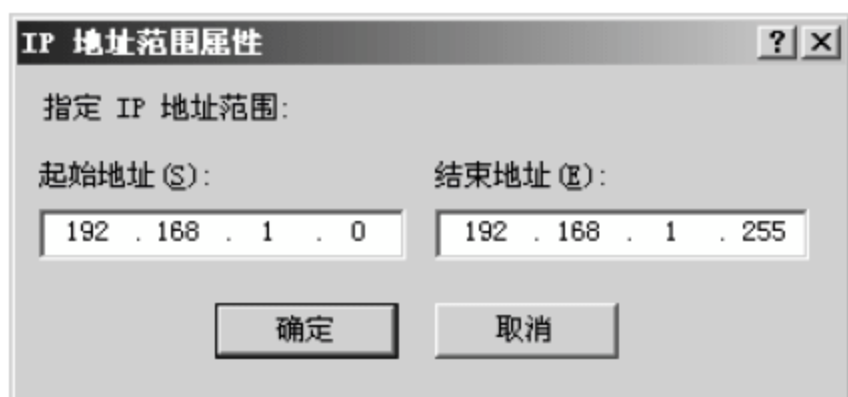 IP 地址范围属性
指定 IP 地址范围:
起始地址(S):
结束地址(E):
192 . 168 . 1 . 0
192 . 168 . 1 . 255
确定
取消